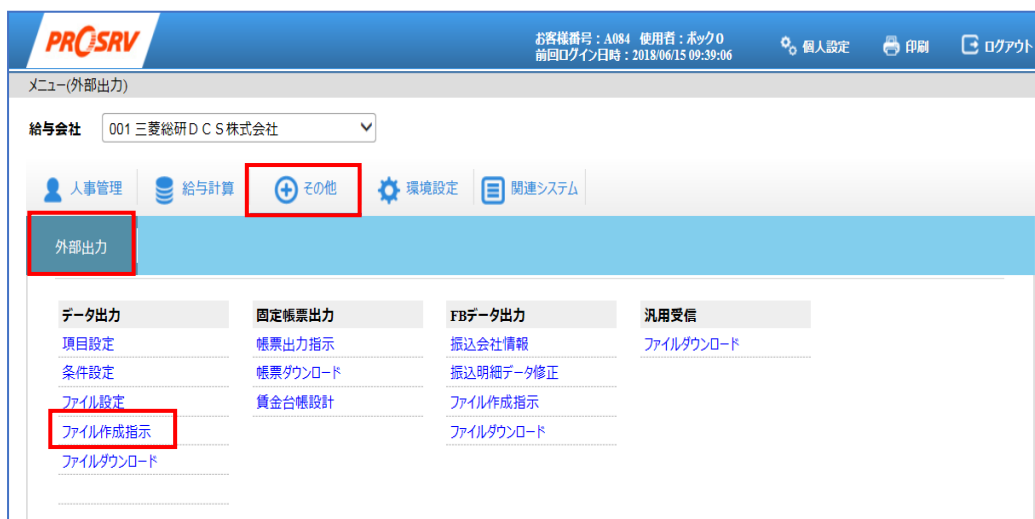 PROSRV
お客様番号：A084 使用者：ボック0
前回ログイン日時：2018/06/15 09:39:06
個人設定
印刷
ログアウト
メニュー(外部出力)
給与会社
001 三菱総研ＤＣＳ株式会社
人事管理
給与計算
その他
環境設定
関連システム
外部出力
データ出力
項目設定
条件設定
ファイル設定
ファイル作成指示
ファイルダウンロード
固定帳票出力
帳票出力指示
帳票ダウンロード
賃金台帳設計
FBデータ出力
振込会社情報
振込明細データ修正
ファイル作成指示
ファイルダウンロード
汎用受信
ファイルダウンロード